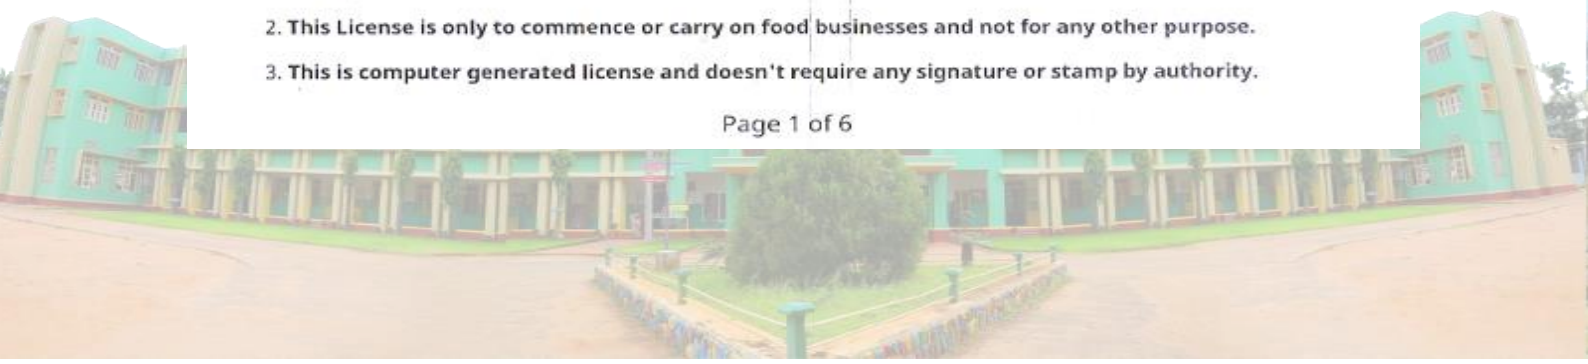 2. This License is only to commence or carry on food businesses and not for any other purpose.
3. This is computer generated license and doesn't require any signature or stamp by authority.
Page 1 of 6